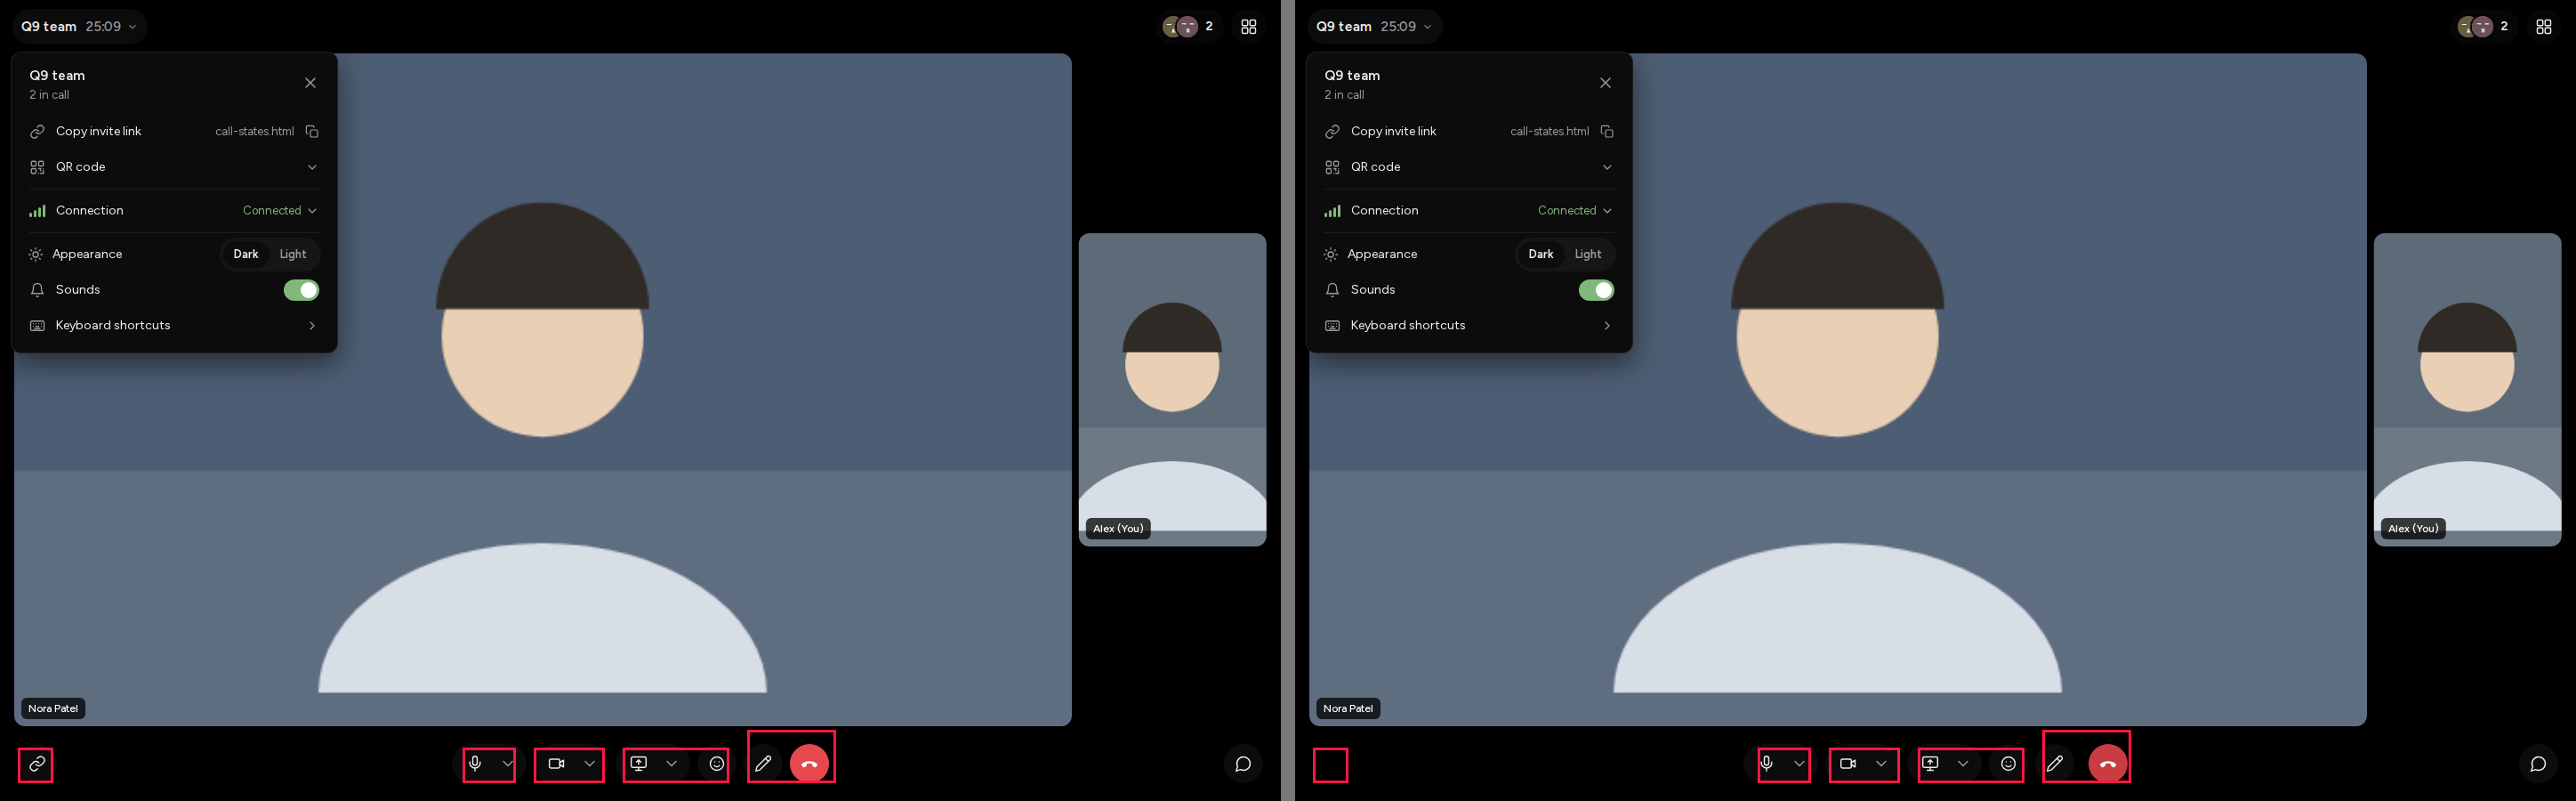 Q9 team 25:09
2
Q9 team
2 in call
Copy invite link call-states.html
QR code
Connection Connected
Appearance Dark Light
Sounds
Keyboard shortcuts
Alex (You)
Nora Patel
Q9 team 25:09
2
Q9 team
2 in call
Copy invite link call-states.html
QR code
Connection Connected
Appearance Dark Light
Sounds
Keyboard shortcuts
Alex (You)
Nora Patel